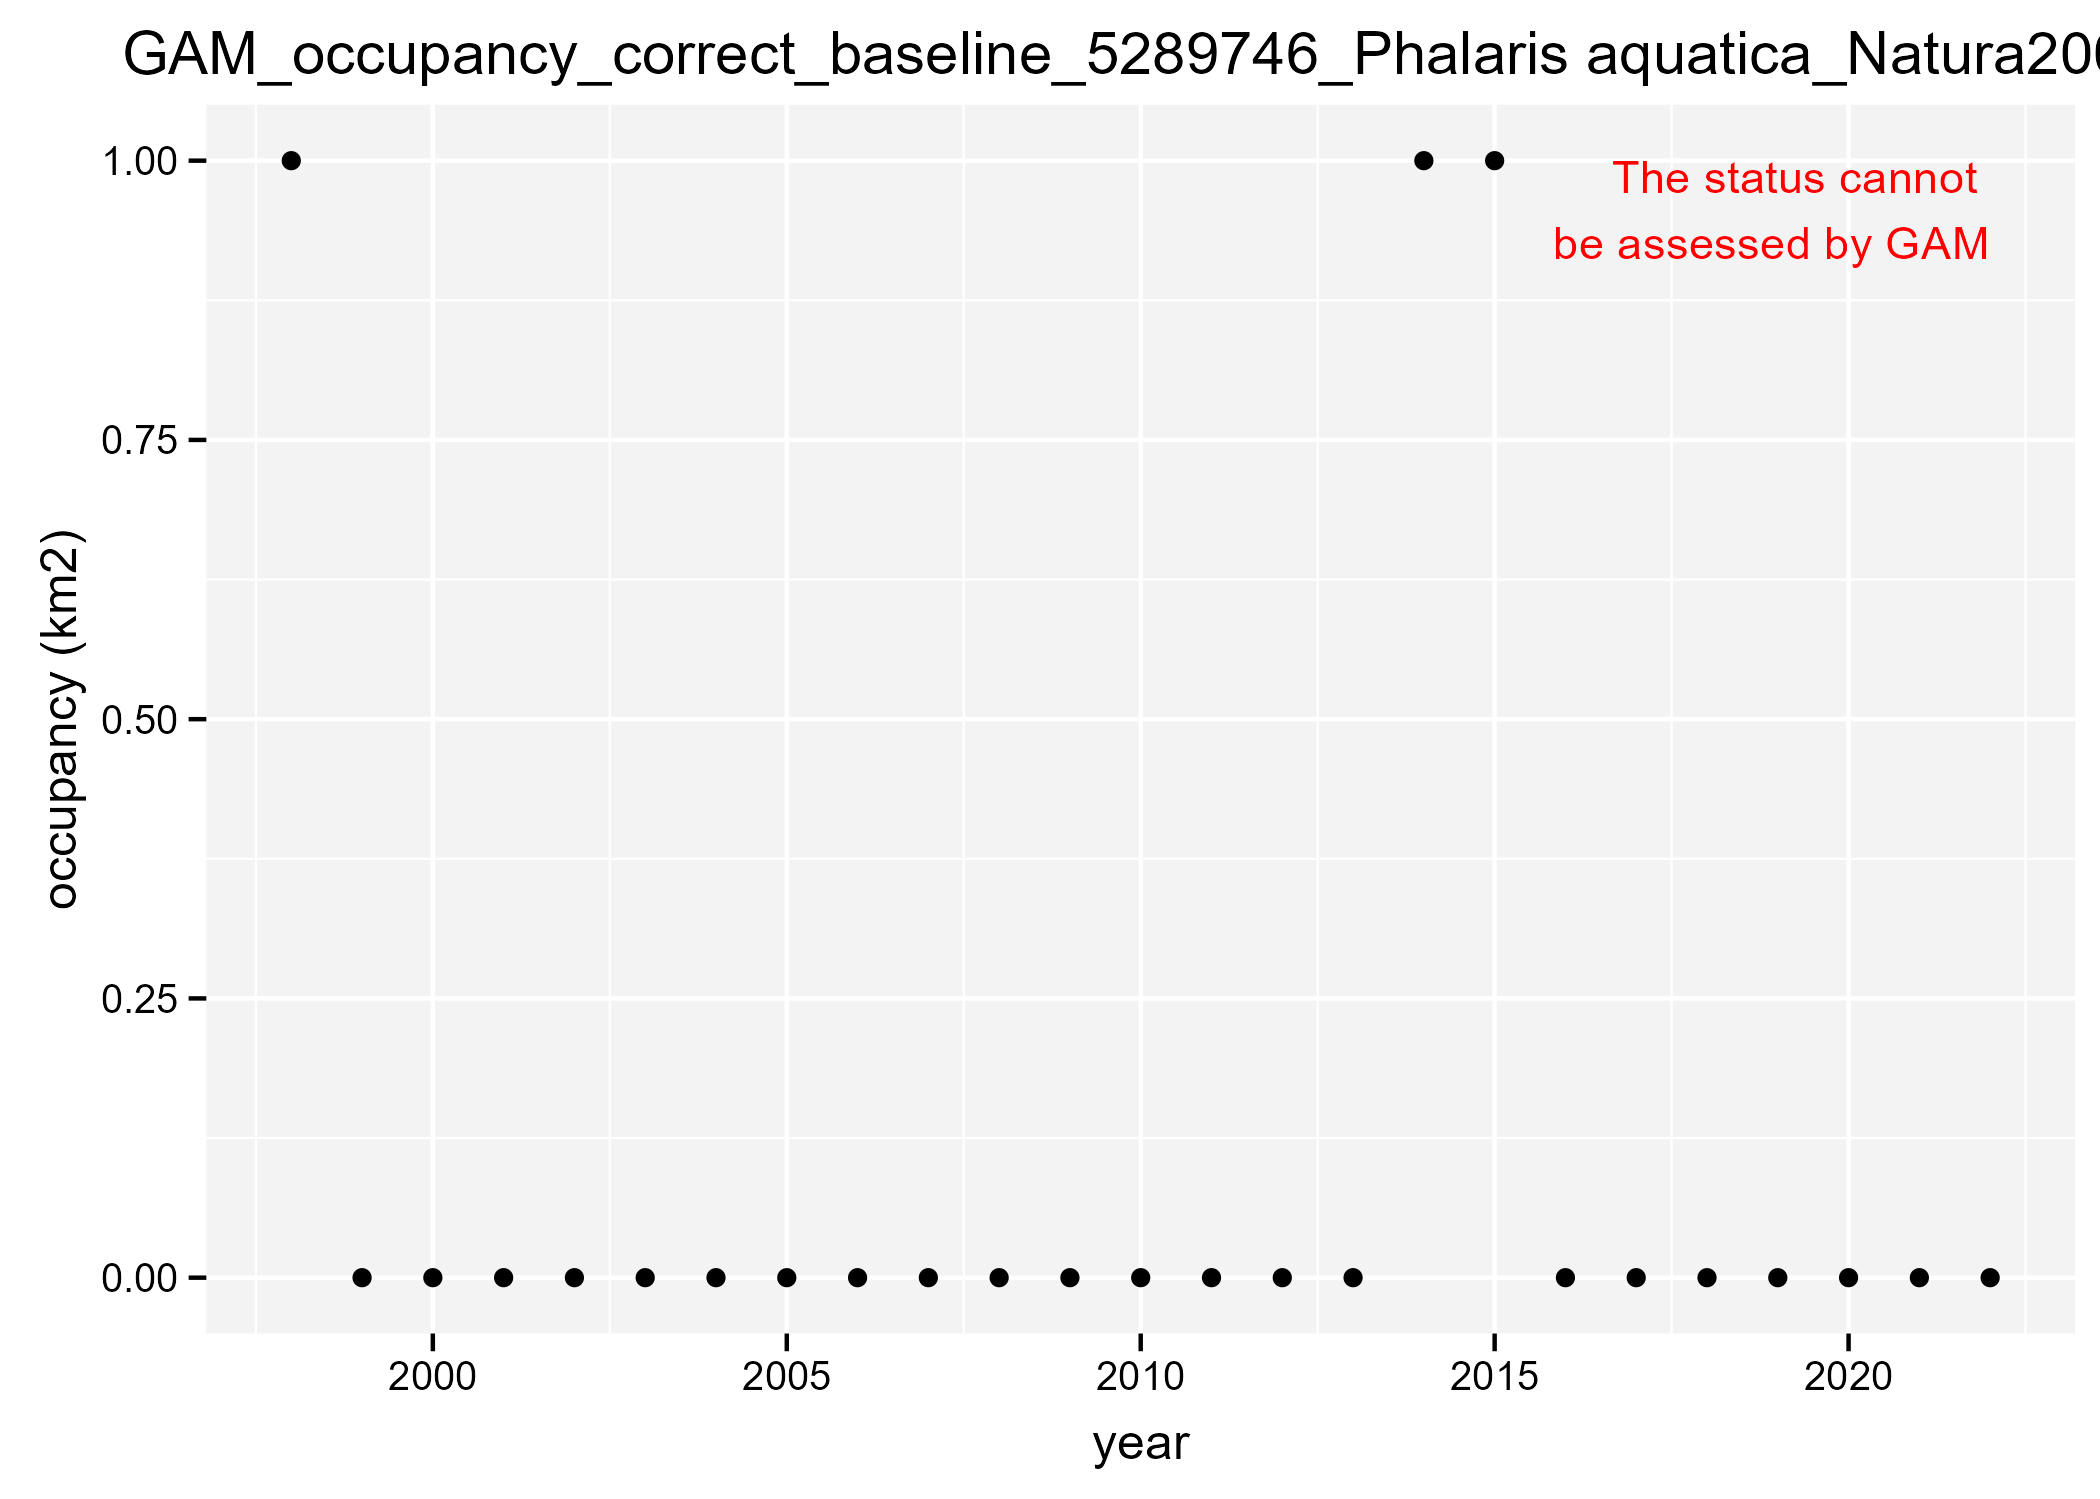 GAM_occupancy_correct_baseline_5289746_Phalaris aquatica_Natura200
1.00
The status cannot
be assessed by GAM
0.75
occupancy (km2)
0.50
0.25
0.00
2000 2005 2010 2015 2020
year